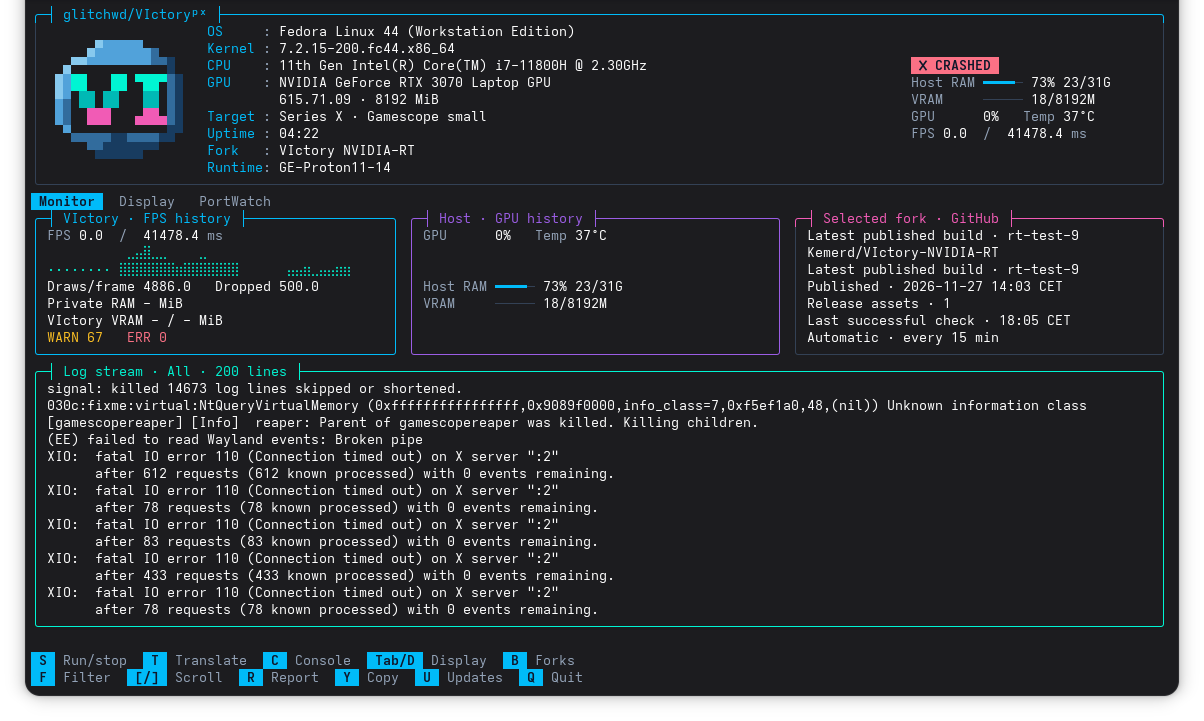 glitchwd/VIctoryᵖˣ
OS : Fedora Linux 44 (Workstation Edition)
Kernel : 7.2.15-200.fc44.x86_64
CPU : 11th Gen Intel(R) Core(TM) i7-11800H @ 2.30GHz
GPU : NVIDIA GeForce RTX 3070 Laptop GPU
615.71.09 · 8192 MiB
Target : Series X · Gamescope small
Uptime : 04:22
Fork : VIctory NVIDIA-RT
Runtime: GE-Proton11-14
X CRASHED
Host RAM 73% 23/31G
VRAM 18/8192M
GPU 0% Temp 37°C
FPS 0.0 / 41478.4 ms
Monitor Display PortWatch
VIctory · FPS history
FPS 0.0 / 41478.4 ms
Draws/frame 4886.0 Dropped 500.0
Private RAM – MiB
VIctory VRAM – / – MiB
WARN 67 ERR 0
Host · GPU history
GPU 0% Temp 37°C
Host RAM 73% 23/31G
VRAM 18/8192M
Selected fork · GitHub
Latest published build · rt-test-9
Kemerd/VIctory-NVIDIA-RT
Latest published build · rt-test-9
Published · 2026-11-27 14:03 CET
Release assets · 1
Last successful check · 18:05 CET
Automatic · every 15 min
Log stream · All · 200 lines
signal: killed 14673 log lines skipped or shortened.
030c:fixme:virtual:NtQueryVirtualMemory (0xffffffffffffffff,0x9089f0000,info_class=7,0xf5ef1a0,48,(nil)) Unknown information class
[gamescopereaper] [Info]  reaper: Parent of gamescopereaper was killed. Killing children.
(EE) failed to read Wayland events: Broken pipe
XIO:  fatal IO error 110 (Connection timed out) on X server ":2"
after 612 requests (612 known processed) with 0 events remaining.
XIO:  fatal IO error 110 (Connection timed out) on X server ":2"
after 78 requests (78 known processed) with 0 events remaining.
XIO:  fatal IO error 110 (Connection timed out) on X server ":2"
after 83 requests (83 known processed) with 0 events remaining.
XIO:  fatal IO error 110 (Connection timed out) on X server ":2"
after 433 requests (433 known processed) with 0 events remaining.
XIO:  fatal IO error 110 (Connection timed out) on X server ":2"
after 78 requests (78 known processed) with 0 events remaining.
S Run/stop T Translate C Console Tab/D Display B Forks
F Filter [/] Scroll R Report Y Copy U Updates Q Quit